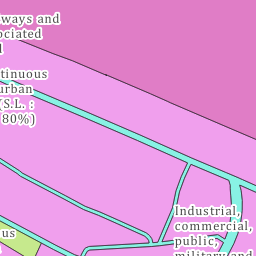 ways and
ociated
tinuous
urban
(S.L. :
80%)
Industrial,
commercial,
public,
military and
us